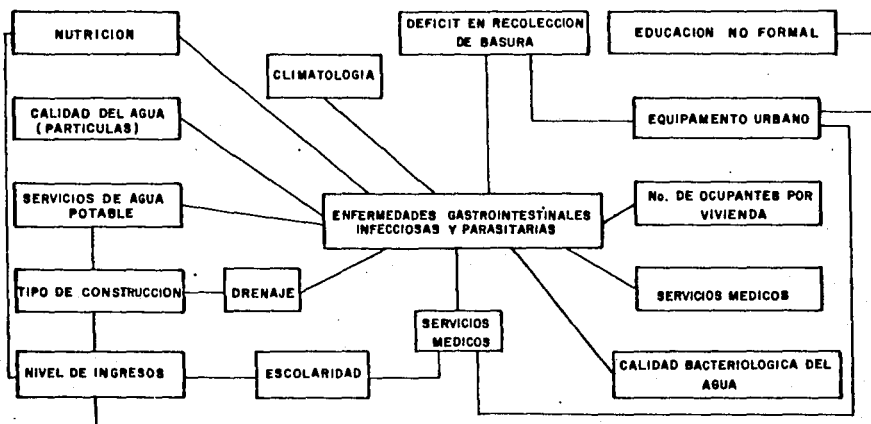 NUTRICION
DEFICIT EN RECOLECCION
DE BASURA
EDUCACION NO FORMAL
CLIMATOLOGIA
CALIDAD DEL AGUA
(PARTICULAS)
EQUIPAMENTO URBANO
SERVICIOS DE AGUA
POTABLE
ENFERMEDADES GASTROINTESTINALES
INFECCIOSAS Y PARASITARIAS
No. DE OCUPANTES POR
VIVIENDA
TIPO DE CONSTRUCCION
DRENAJE
SERVICIOS MEDICOS
SERVICIOS
MEDICOS
NIVEL DE INGRESOS
ESCOLARIDAD
CALIDAD BACTERIOLOGICA DEL
AGUA